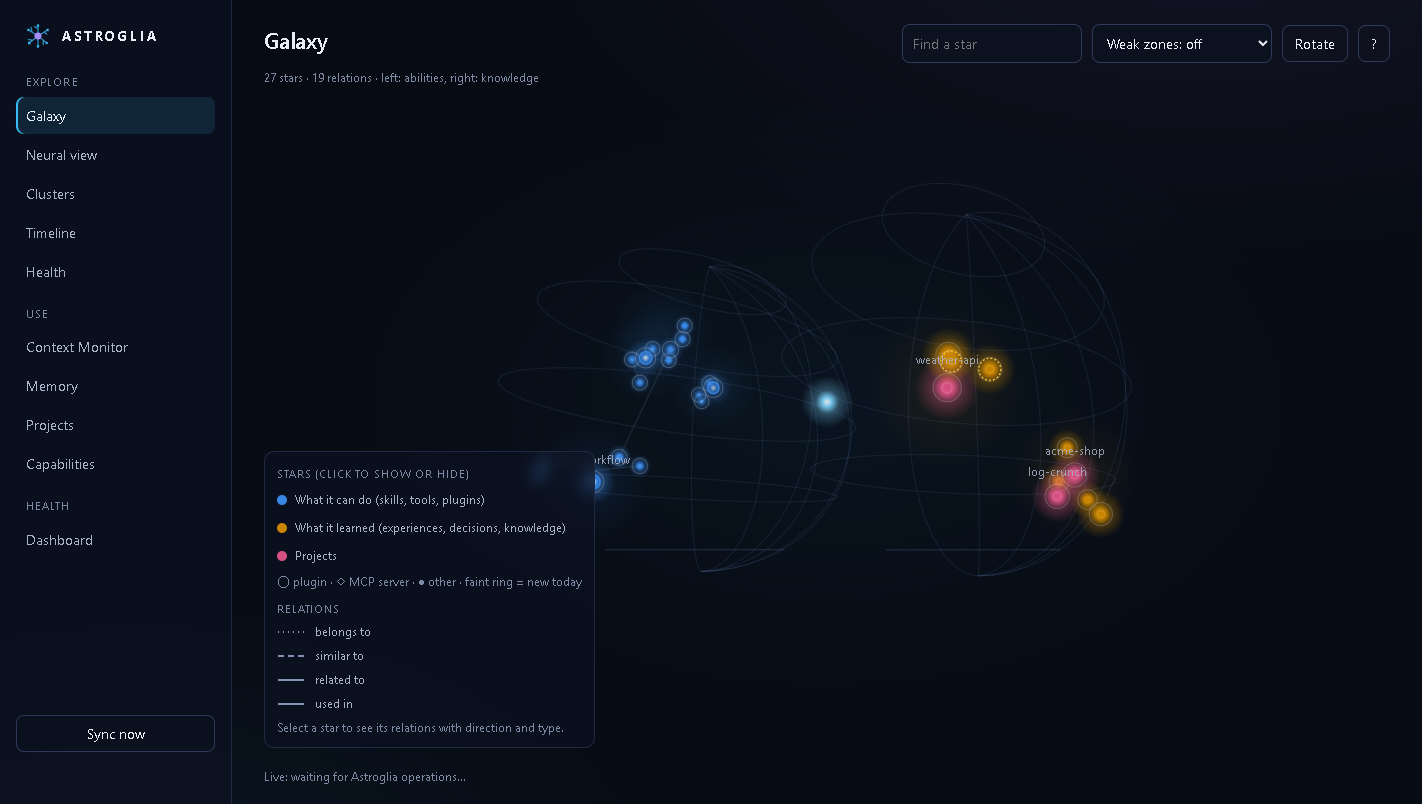 ASTROGLIA
EXPLORE
Galaxy
Neural view
Clusters
Timeline
Health
USE
Context Monitor
Memory
Projects
Capabilities
HEALTH
Dashboard
Sync now
Galaxy
27 stars · 19 relations · left: abilities, right: knowledge
Find a star
Weak zones: off
Rotate
?
weather-api
acme-shop
log-crunch
rkflow
STARS (CLICK TO SHOW OR HIDE)
What it can do (skills, tools, plugins)
What it learned (experiences, decisions, knowledge)
Projects
◯ plugin · ◇ MCP server · ● other · faint ring = new today
RELATIONS
belongs to
similar to
related to
used in
Select a star to see its relations with direction and type.
Live: waiting for Astroglia operations...